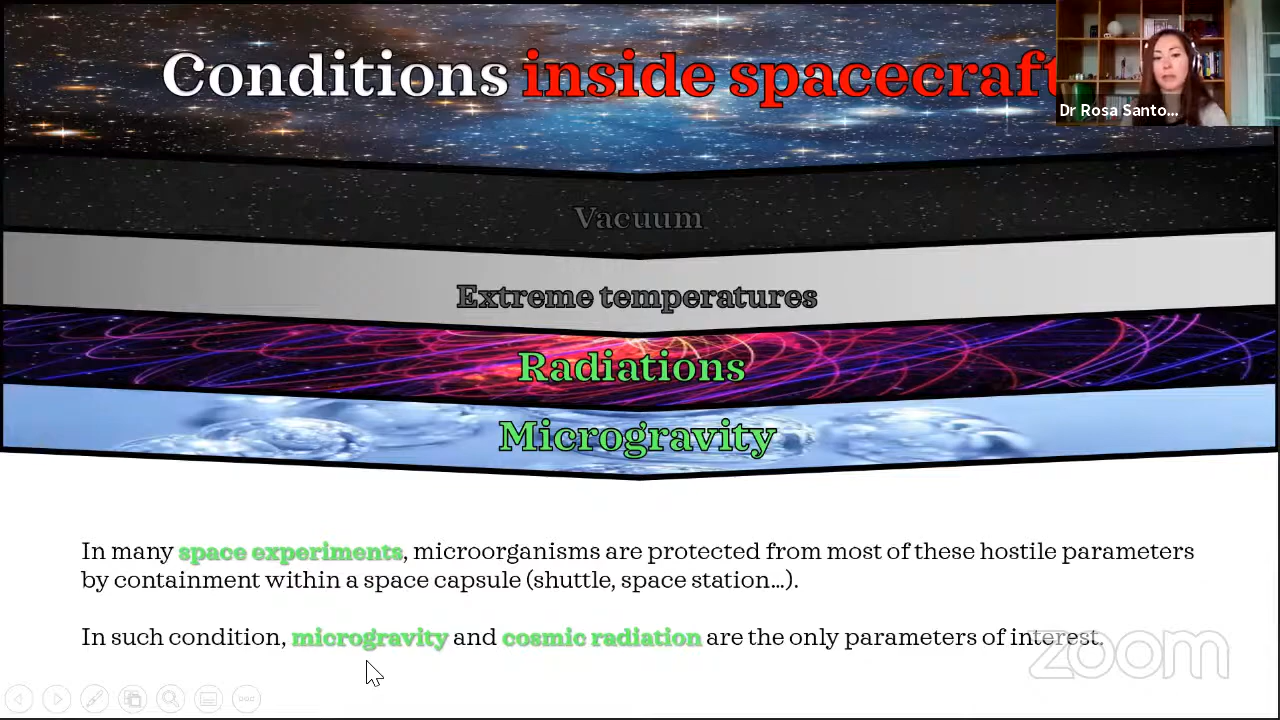 Conditions inside spacecraft
Dr Rosa Santo...
Vacuum
Extreme temperatures
Radiations
Microgravity
In many space experiments, microorganisms are protected from most of these hostile parameters
by containment within a space capsule (shuttle, space station...).
In such condition, microgravity and cosmic radiation are the only parameters of interest.
zoom